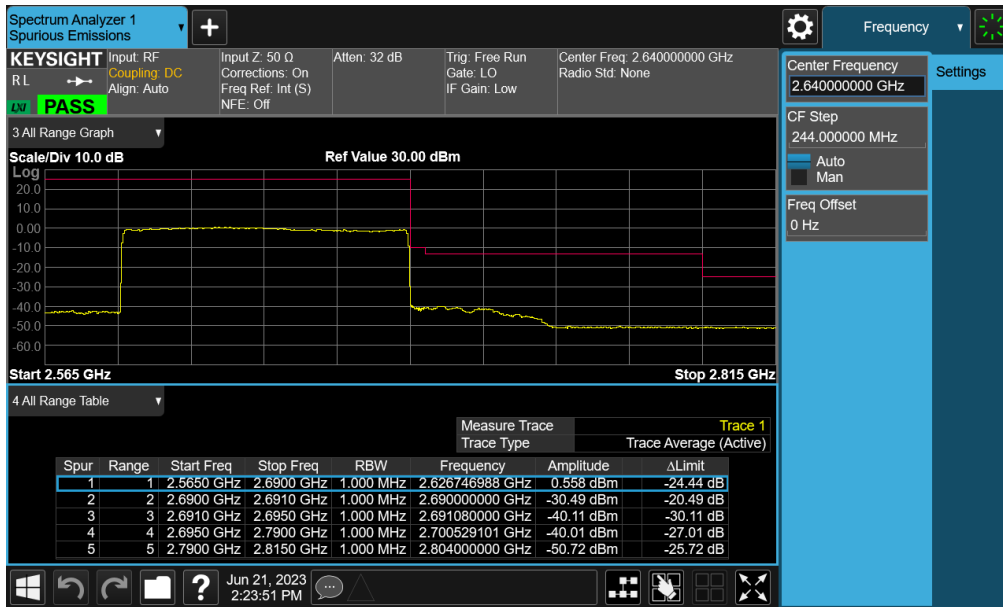 Spectrum Analyzer 1
Spurious Emissions
Frequency
KEYSIGHT
R L
LXI PASS
Input: RF
Coupling: DC
Align: Auto
Input Z: 50 Ω
Corrections: On
Freq Ref: Int (S)
NFE: Off
Atten: 32 dB
Trig: Free Run
Gate: LO
IF Gain: Low
Center Freq: 2.640000000 GHz
Radio Std: None
Center Frequency
2.640000000 GHz
Settings
CF Step
244.000000 MHz
Auto
Man
Freq Offset
0 Hz
3 All Range Graph
Scale/Div 10.0 dB Ref Value 30.00 dBm
Log
20.0
10.0
0.00
-10.0
-20.0
-30.0
-40.0
-50.0
-60.0
Start 2.565 GHz Stop 2.815 GHz
4 All Range Table
Measure Trace Trace 1
Trace Type Trace Average (Active)
Spur Range Start Freq Stop Freq RBW Frequency Amplitude ΔLimit
1 1 2.5650 GHz 2.6900 GHz 1.000 MHz 2.626746988 GHz 0.558 dBm -24.44 dB
2 2 2.6900 GHz 2.6910 GHz 1.000 MHz 2.690000000 GHz -30.49 dBm -20.49 dB
3 3 2.6910 GHz 2.6950 GHz 1.000 MHz 2.691080000 GHz -40.11 dBm -30.11 dB
4 4 2.6950 GHz 2.7900 GHz 1.000 MHz 2.700529101 GHz -40.01 dBm -27.01 dB
5 5 2.7900 GHz 2.8150 GHz 1.000 MHz 2.804000000 GHz -50.72 dBm -25.72 dB
Jun 21, 2023
2:23:51 PM